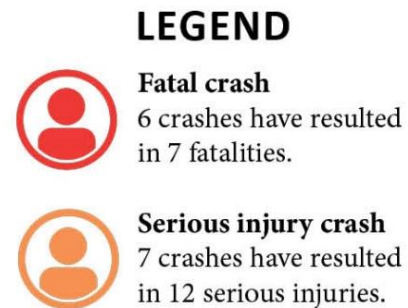 LEGEND
Fatal crash
6 crashes have resulted
in 7 fatalities.
Serious injury crash
7 crashes have resulted
in 12 serious injuries.